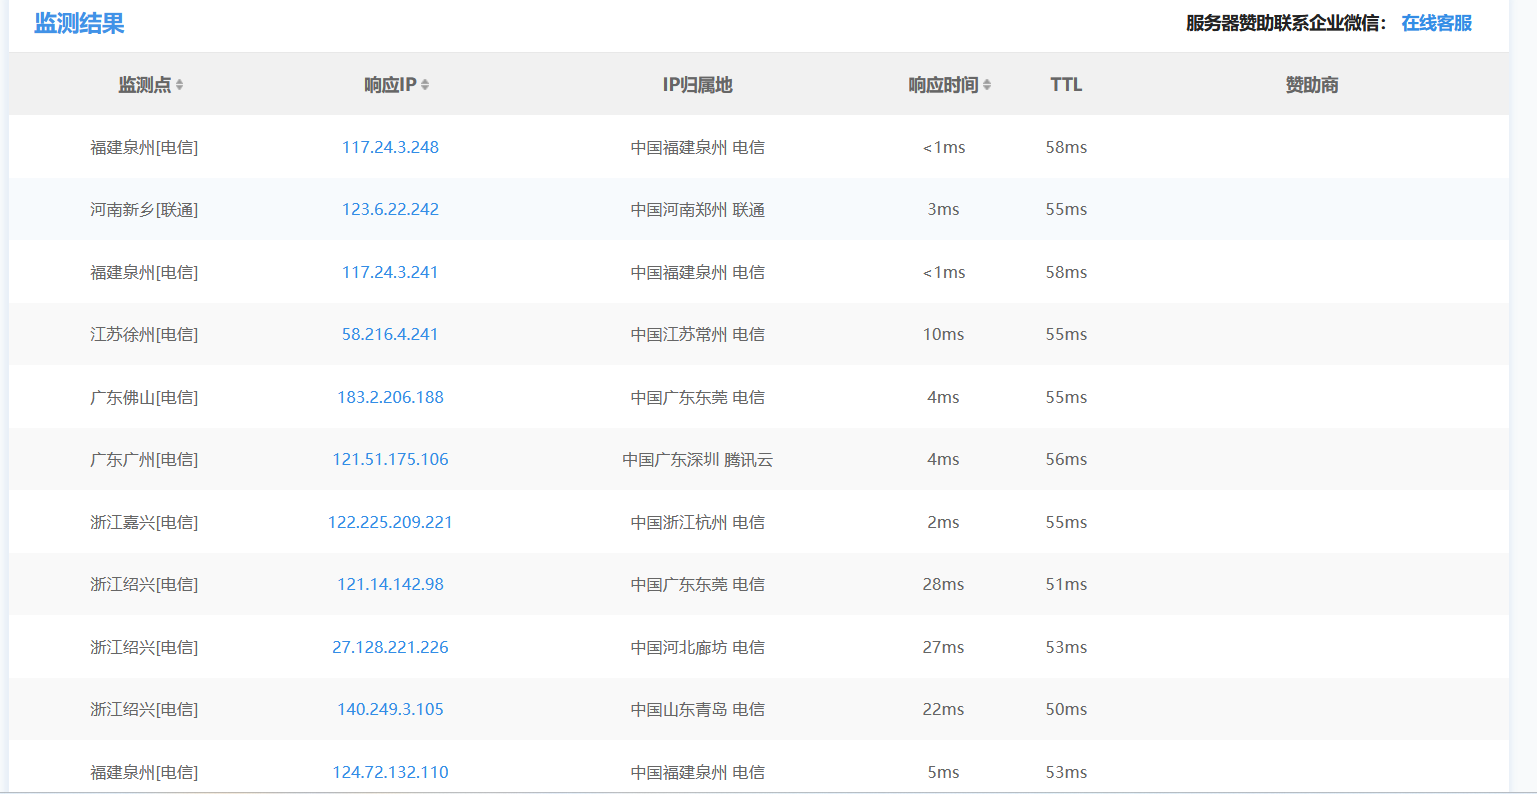 监测结果 服务器赞助联系企业微信： 在线客服
监测点 响应IP IP归属地 响应时间 TTL 赞助商
福建泉州[电信] 117.24.3.248 中国福建泉州 电信 <1ms 58ms
河南新乡[联通] 123.6.22.242 中国河南郑州 联通 3ms 55ms
福建泉州[电信] 117.24.3.241 中国福建泉州 电信 <1ms 58ms
江苏徐州[电信] 58.216.4.241 中国江苏常州 电信 10ms 55ms
广东佛山[电信] 183.2.206.188 中国广东东莞 电信 4ms 55ms
广东广州[电信] 121.51.175.106 中国广东深圳 腾讯云 4ms 56ms
浙江嘉兴[电信] 122.225.209.221 中国浙江杭州 电信 2ms 55ms
浙江绍兴[电信] 121.14.142.98 中国广东东莞 电信 28ms 51ms
浙江绍兴[电信] 27.128.221.226 中国河北廊坊 电信 27ms 53ms
浙江绍兴[电信] 140.249.3.105 中国山东青岛 电信 22ms 50ms
福建泉州[电信] 124.72.132.110 中国福建泉州 电信 5ms 53ms